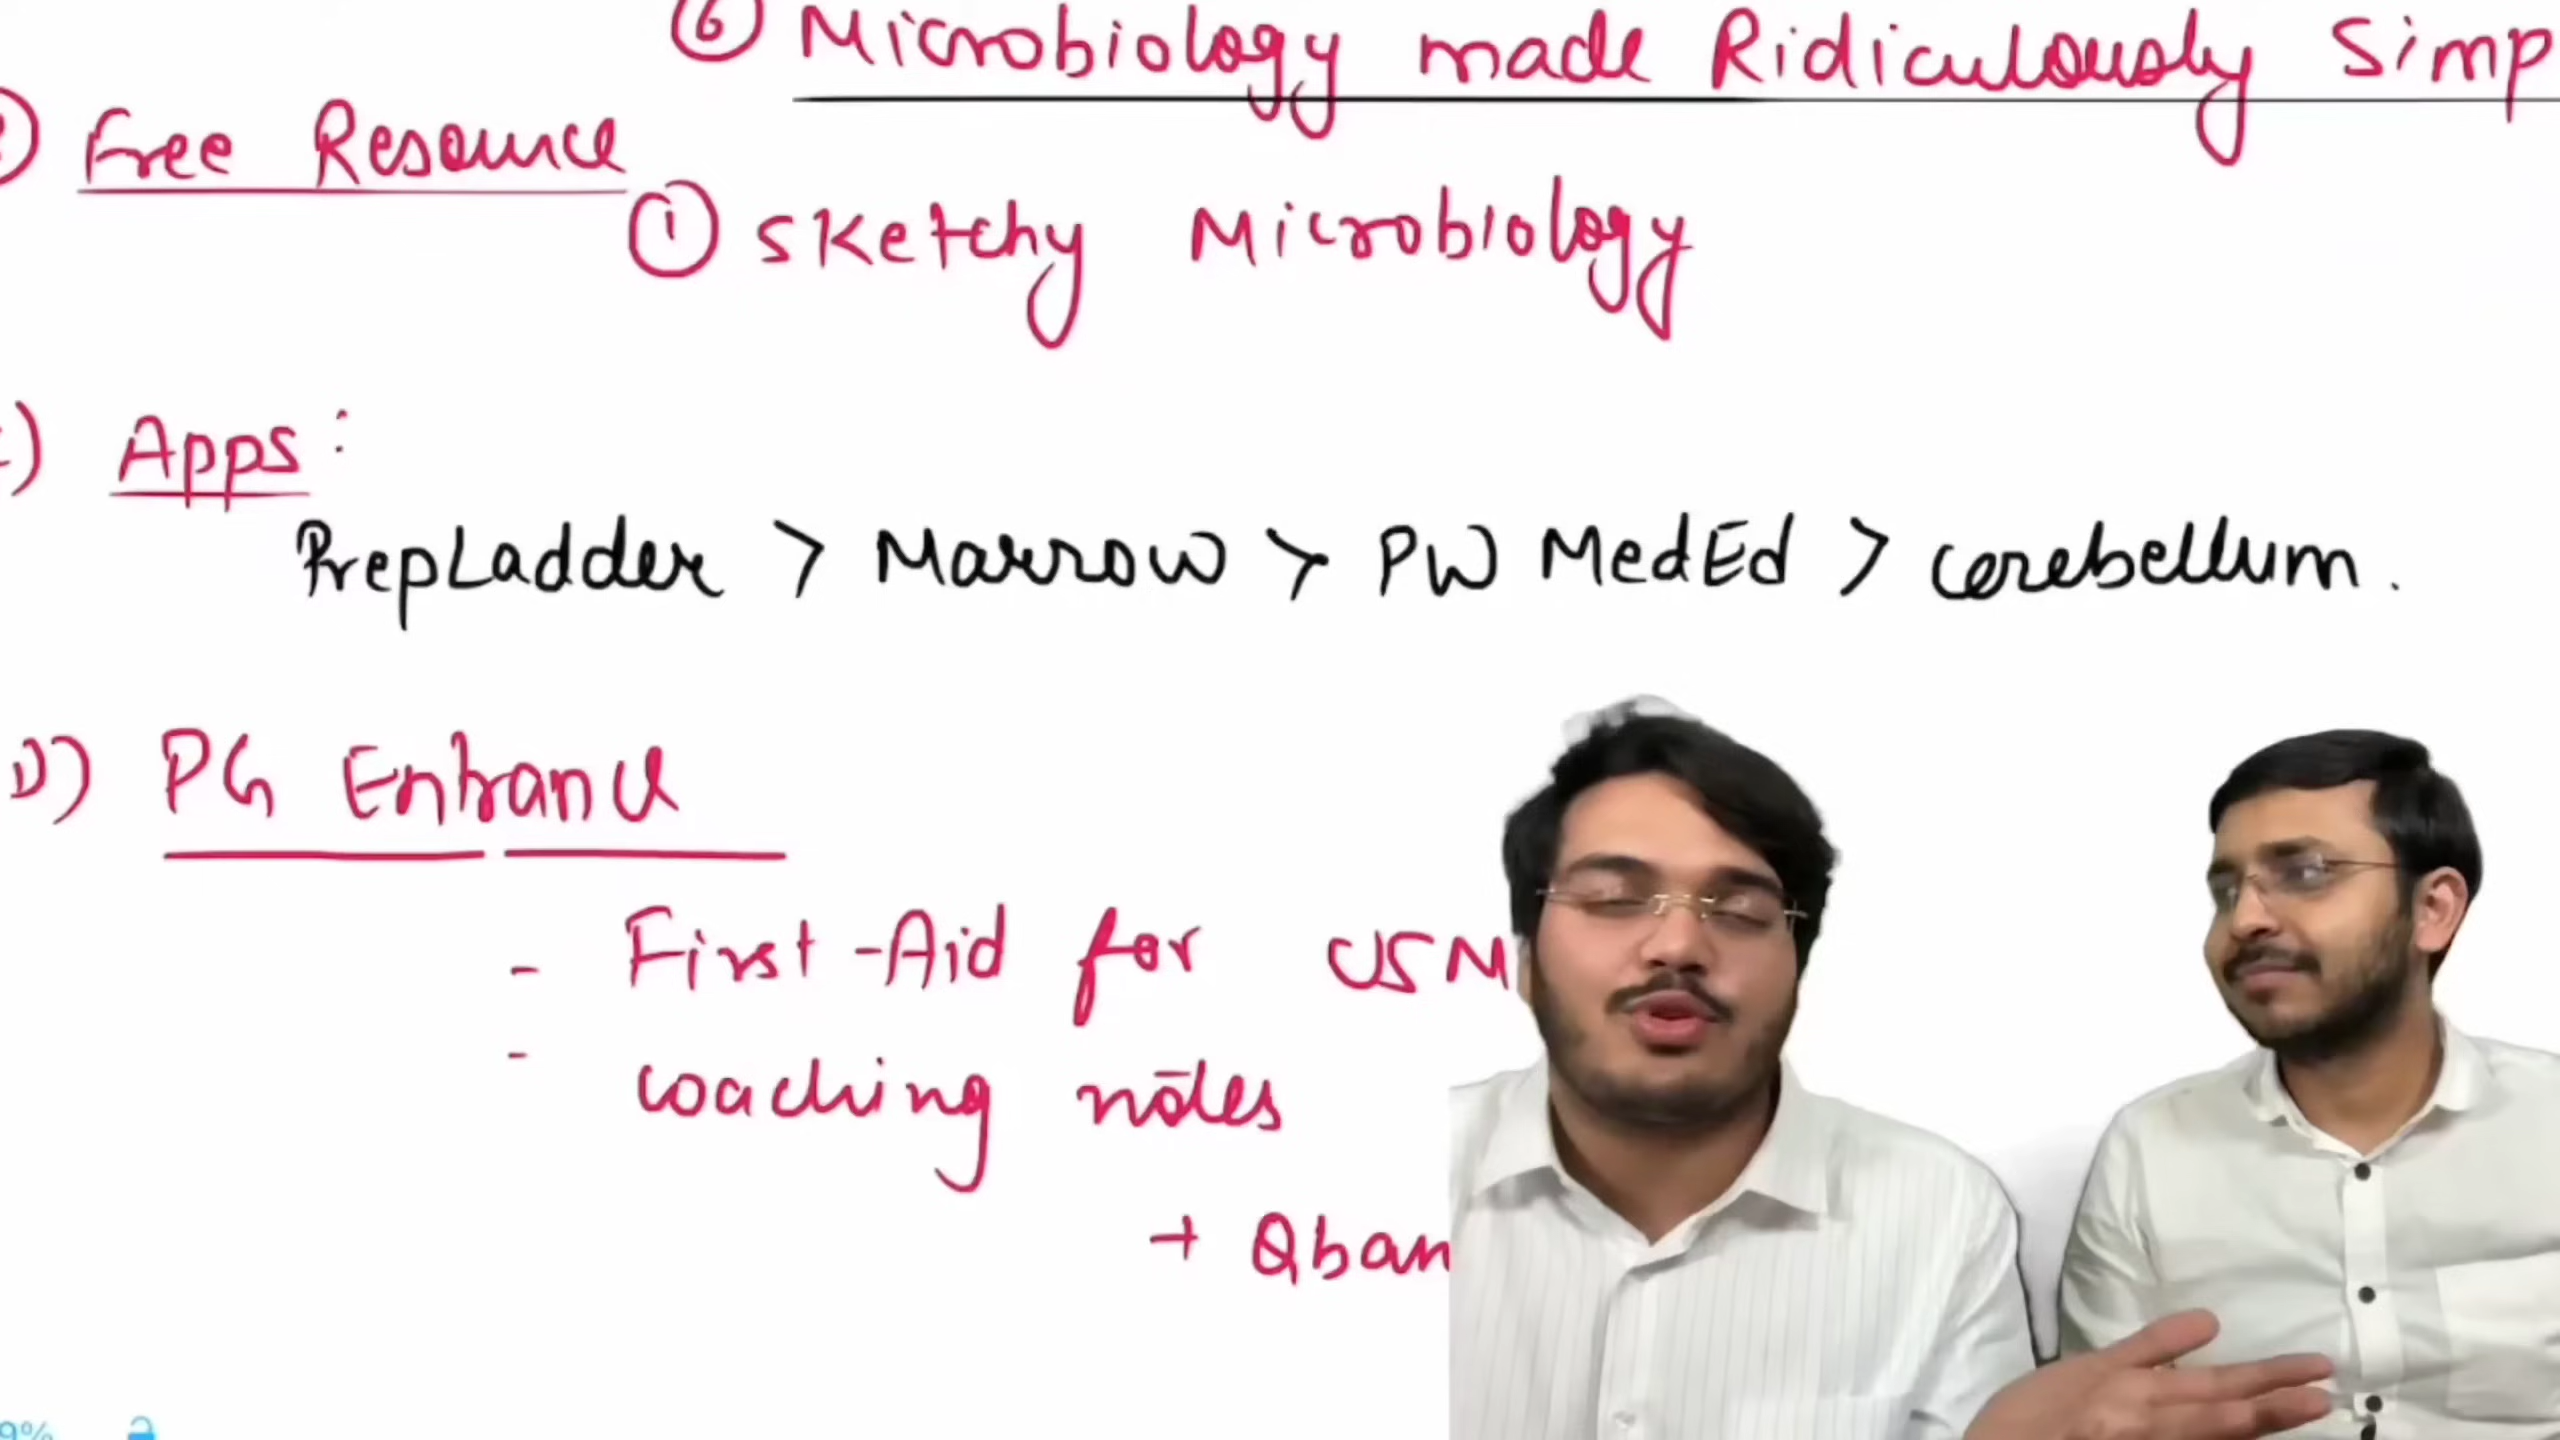 ⑥ Microbiology made Ridiculously Simp
Free Resource
① Sketchy Microbiology
Apps:
PrepLadder > Marrow > PW MedEd > Cerebellum.
D) PG Entrance
- First-Aid for USM
- Coaching notes
+ Qban
9%